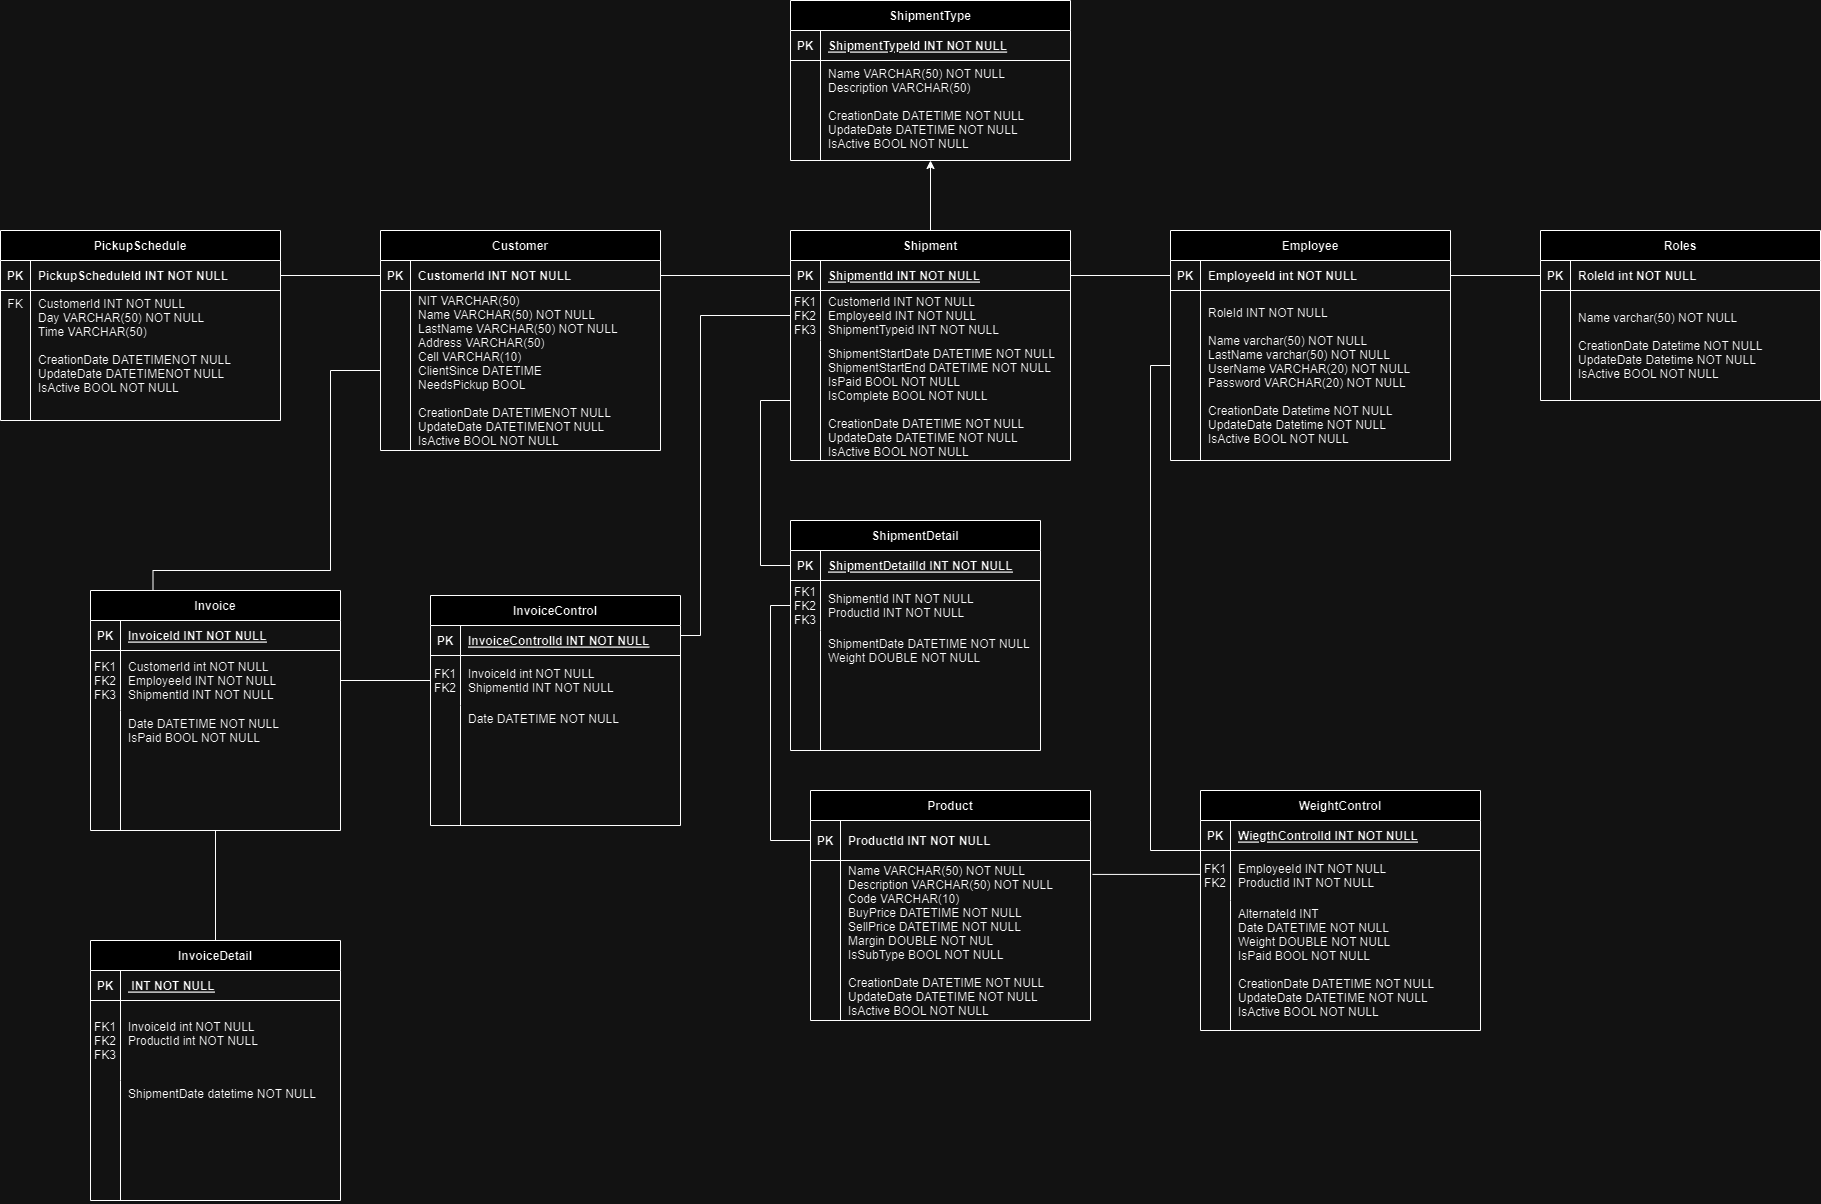 ShipmentType
PK ShipmentTypeId INT NOT NULL
Name VARCHAR(50) NOT NULL
Description VARCHAR(50)
CreationDate DATETIME NOT NULL
UpdateDate DATETIME NOT NULL
IsActive BOOL NOT NULL
PickupSchedule
PK PickupScheduleId INT NOT NULL
FK CustomerId INT NOT NULL
Day VARCHAR(50) NOT NULL
Time VARCHAR(50)
CreationDate DATETIMENOT NULL
UpdateDate DATETIMENOT NULL
IsActive BOOL NOT NULL
Customer
PK CustomerId INT NOT NULL
NIT VARCHAR(50)
Name VARCHAR(50) NOT NULL
LastName VARCHAR(50) NOT NULL
Address VARCHAR(50)
Cell VARCHAR(10)
ClientSince DATETIME
NeedsPickup BOOL
CreationDate DATETIMENOT NULL
UpdateDate DATETIMENOT NULL
IsActive BOOL NOT NULL
Shipment
PK ShipmentId INT NOT NULL
FK1 CustomerId INT NOT NULL
FK2 EmployeeId INT NOT NULL
FK3 ShipmentTypeid INT NOT NULL
ShipmentStartDate DATETIME NOT NULL
ShipmentStartEnd DATETIME NOT NULL
IsPaid BOOL NOT NULL
IsComplete BOOL NOT NULL
CreationDate DATETIME NOT NULL
UpdateDate DATETIME NOT NULL
IsActive BOOL NOT NULL
Employee
PK EmployeeId int NOT NULL
RoleId INT NOT NULL
Name varchar(50) NOT NULL
LastName varchar(50) NOT NULL
UserName VARCHAR(20) NOT NULL
Password VARCHAR(20) NOT NULL
CreationDate Datetime NOT NULL
UpdateDate Datetime NOT NULL
IsActive BOOL NOT NULL
Roles
PK RoleId int NOT NULL
Name varchar(50) NOT NULL
CreationDate Datetime NOT NULL
UpdateDate Datetime NOT NULL
IsActive BOOL NOT NULL
Invoice
PK InvoiceId INT NOT NULL
FK1 CustomerId int NOT NULL
FK2 EmployeeId INT NOT NULL
FK3 ShipmentId INT NOT NULL
Date DATETIME NOT NULL
IsPaid BOOL NOT NULL
InvoiceControl
PK InvoiceControlId INT NOT NULL
FK1 InvoiceId int NOT NULL
FK2 ShipmentId INT NOT NULL
Date DATETIME NOT NULL
ShipmentDetail
PK ShipmentDetailId INT NOT NULL
FK1 ShipmentId INT NOT NULL
FK2 ProductId INT NOT NULL
FK3
ShipmentDate DATETIME NOT NULL
Weight DOUBLE NOT NULL
Product
PK ProductId INT NOT NULL
Name VARCHAR(50) NOT NULL
Description VARCHAR(50) NOT NULL
Code VARCHAR(10)
BuyPrice DATETIME NOT NULL
SellPrice DATETIME NOT NULL
Margin DOUBLE NOT NUL
IsSubType BOOL NOT NULL
CreationDate DATETIME NOT NULL
UpdateDate DATETIME NOT NULL
IsActive BOOL NOT NULL
WeightControl
PK WiegthControlId INT NOT NULL
FK1 EmployeeId INT NOT NULL
FK2 ProductId INT NOT NULL
AlternateId INT
Date DATETIME NOT NULL
Weight DOUBLE NOT NULL
IsPaid BOOL NOT NULL
CreationDate DATETIME NOT NULL
UpdateDate DATETIME NOT NULL
IsActive BOOL NOT NULL
InvoiceDetail
PK INT NOT NULL
FK1 InvoiceId int NOT NULL
FK2 ProductId int NOT NULL
FK3
ShipmentDate datetime NOT NULL